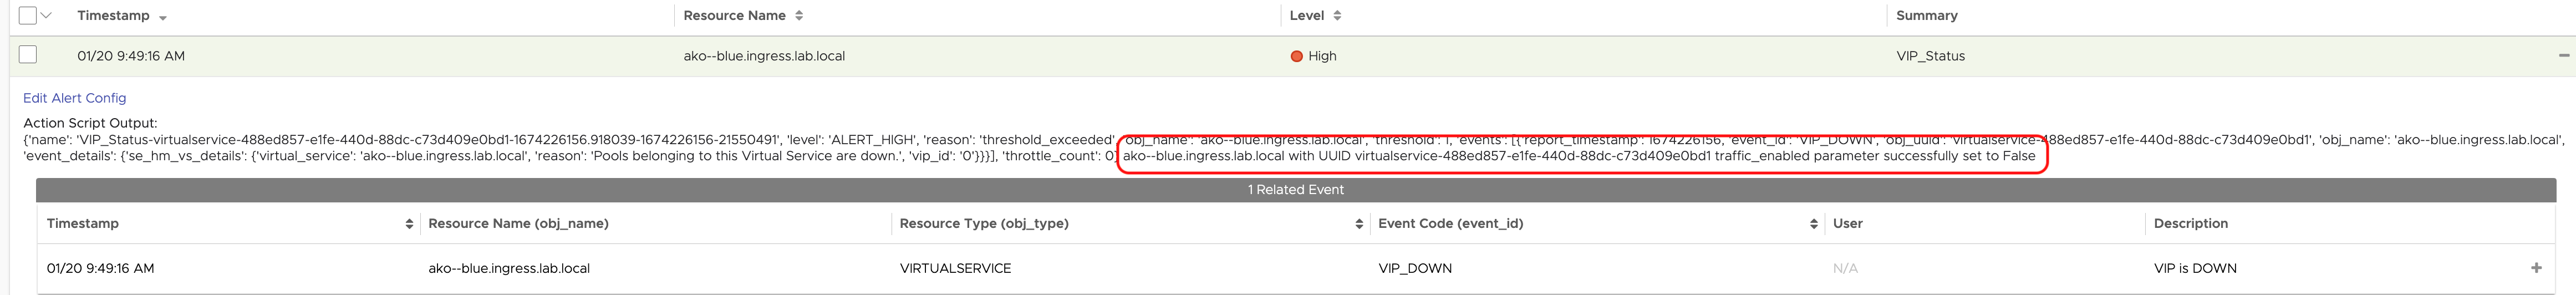 Timestamp Resource Name Level Summary
01/20 9:49:16 AM ako--blue.ingress.lab.local High VIP_Status
Edit Alert Config
Action Script Output:
{'name': 'VIP_Status-virtualservice-488ed857-e1fe-440d-88dc-c73d409e0bd1-1674226156.918039-1674226156-21550491', 'level': 'ALERT_HIGH', 'reason': 'threshold_exceeded', 'obj_name': 'ako--blue.ingress.lab.local', 'threshold': 1, 'events': [{'report_timestamp': 1674226156, 'event_id': 'VIP_DOWN', 'obj_uuid': 'virtualservice-488ed857-e1fe-440d-88dc-c73d409e0bd1', 'obj_name': 'ako--blue.ingress.lab.local',
'event_details': {'se_hm_vs_details': {'virtual_service': 'ako--blue.ingress.lab.local', 'reason': 'Pools belonging to this Virtual Service are down.', 'vip_id': '0'}}}], 'throttle_count': 0} ako--blue.ingress.lab.local with UUID virtualservice-488ed857-e1fe-440d-88dc-c73d409e0bd1 traffic_enabled parameter successfully set to False
1 Related Event
Timestamp Resource Name (obj_name) Resource Type (obj_type) Event Code (event_id) User Description
01/20 9:49:16 AM ako--blue.ingress.lab.local VIRTUALSERVICE VIP_DOWN N/A VIP is DOWN